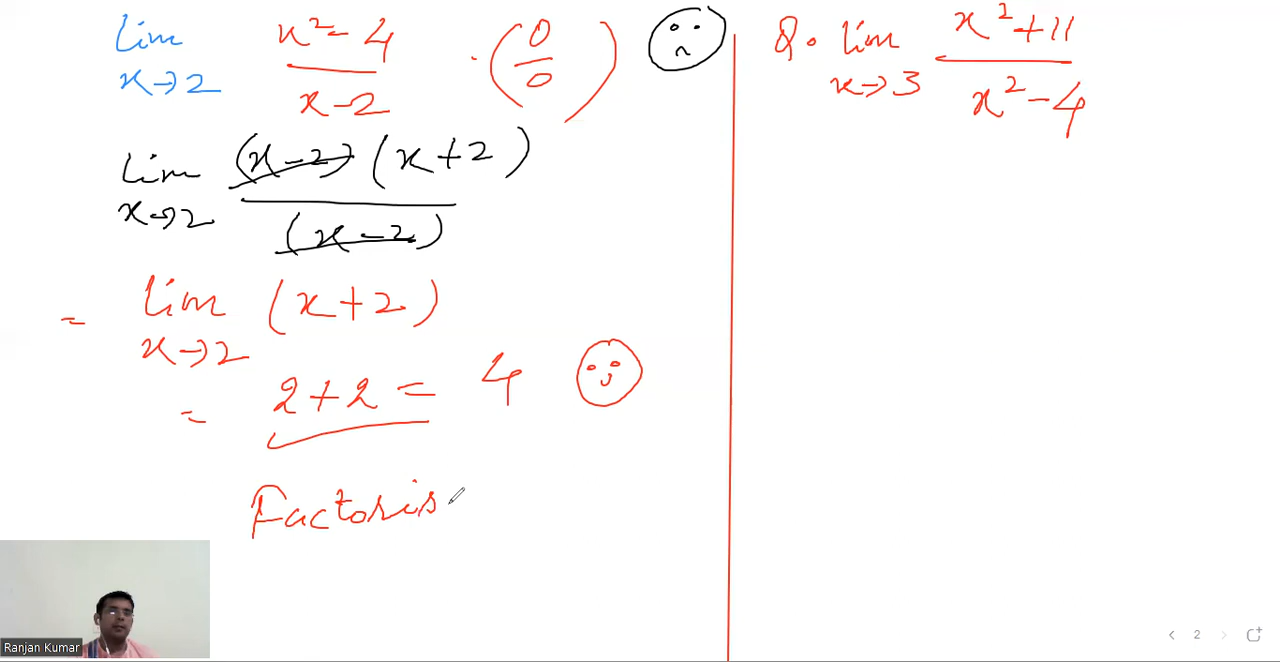 lim x→2 x²-4 / x-2 · (0/0)
lim x→2 (x-2)(x+2) / (x-2)
= lim x→2 (x+2)
= 2+2 = 4
Factoris
Q. lim x→3 x²+11 / x²-4
Ranjan Kumar
2